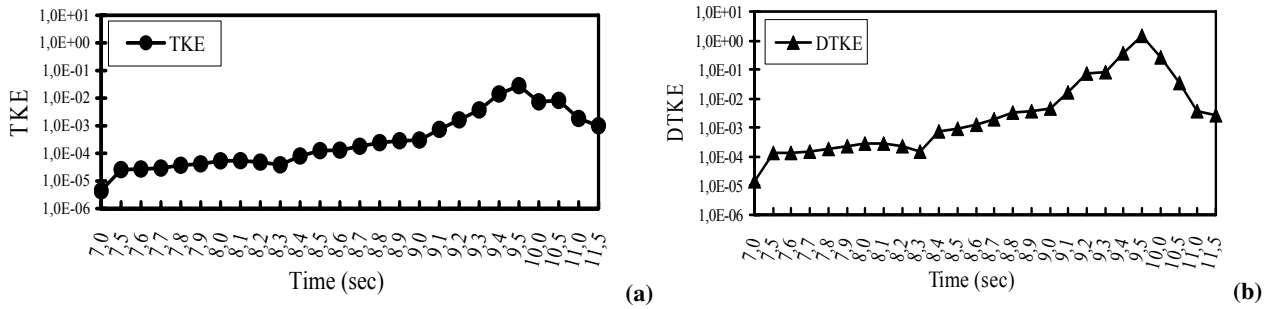 1,0E+01
1,0E+00
1,0E-01
1,0E-02
1,0E-03
1,0E-04
1,0E-05
1,0E-06
TKE
TKE
7,0 7,5 7,6 7,7 7,8 7,9 8,0 8,1 8,2 8,3 8,4 8,5 8,6 8,7 8,8 8,9 9,0 9,1 9,2 9,3 9,4 9,5 10,0 10,5 11,0 11,5
Time (sec)
(a)
1,0E+01
1,0E+00
1,0E-01
1,0E-02
1,0E-03
1,0E-04
1,0E-05
1,0E-06
DTKE
DTKE
7,0 7,5 7,6 7,7 7,8 7,9 8,0 8,1 8,2 8,3 8,4 8,5 8,6 8,7 8,8 8,9 9,0 9,1 9,2 9,3 9,4 9,5 10,0 10,5 11,0 11,5
Time (sec)
(b)